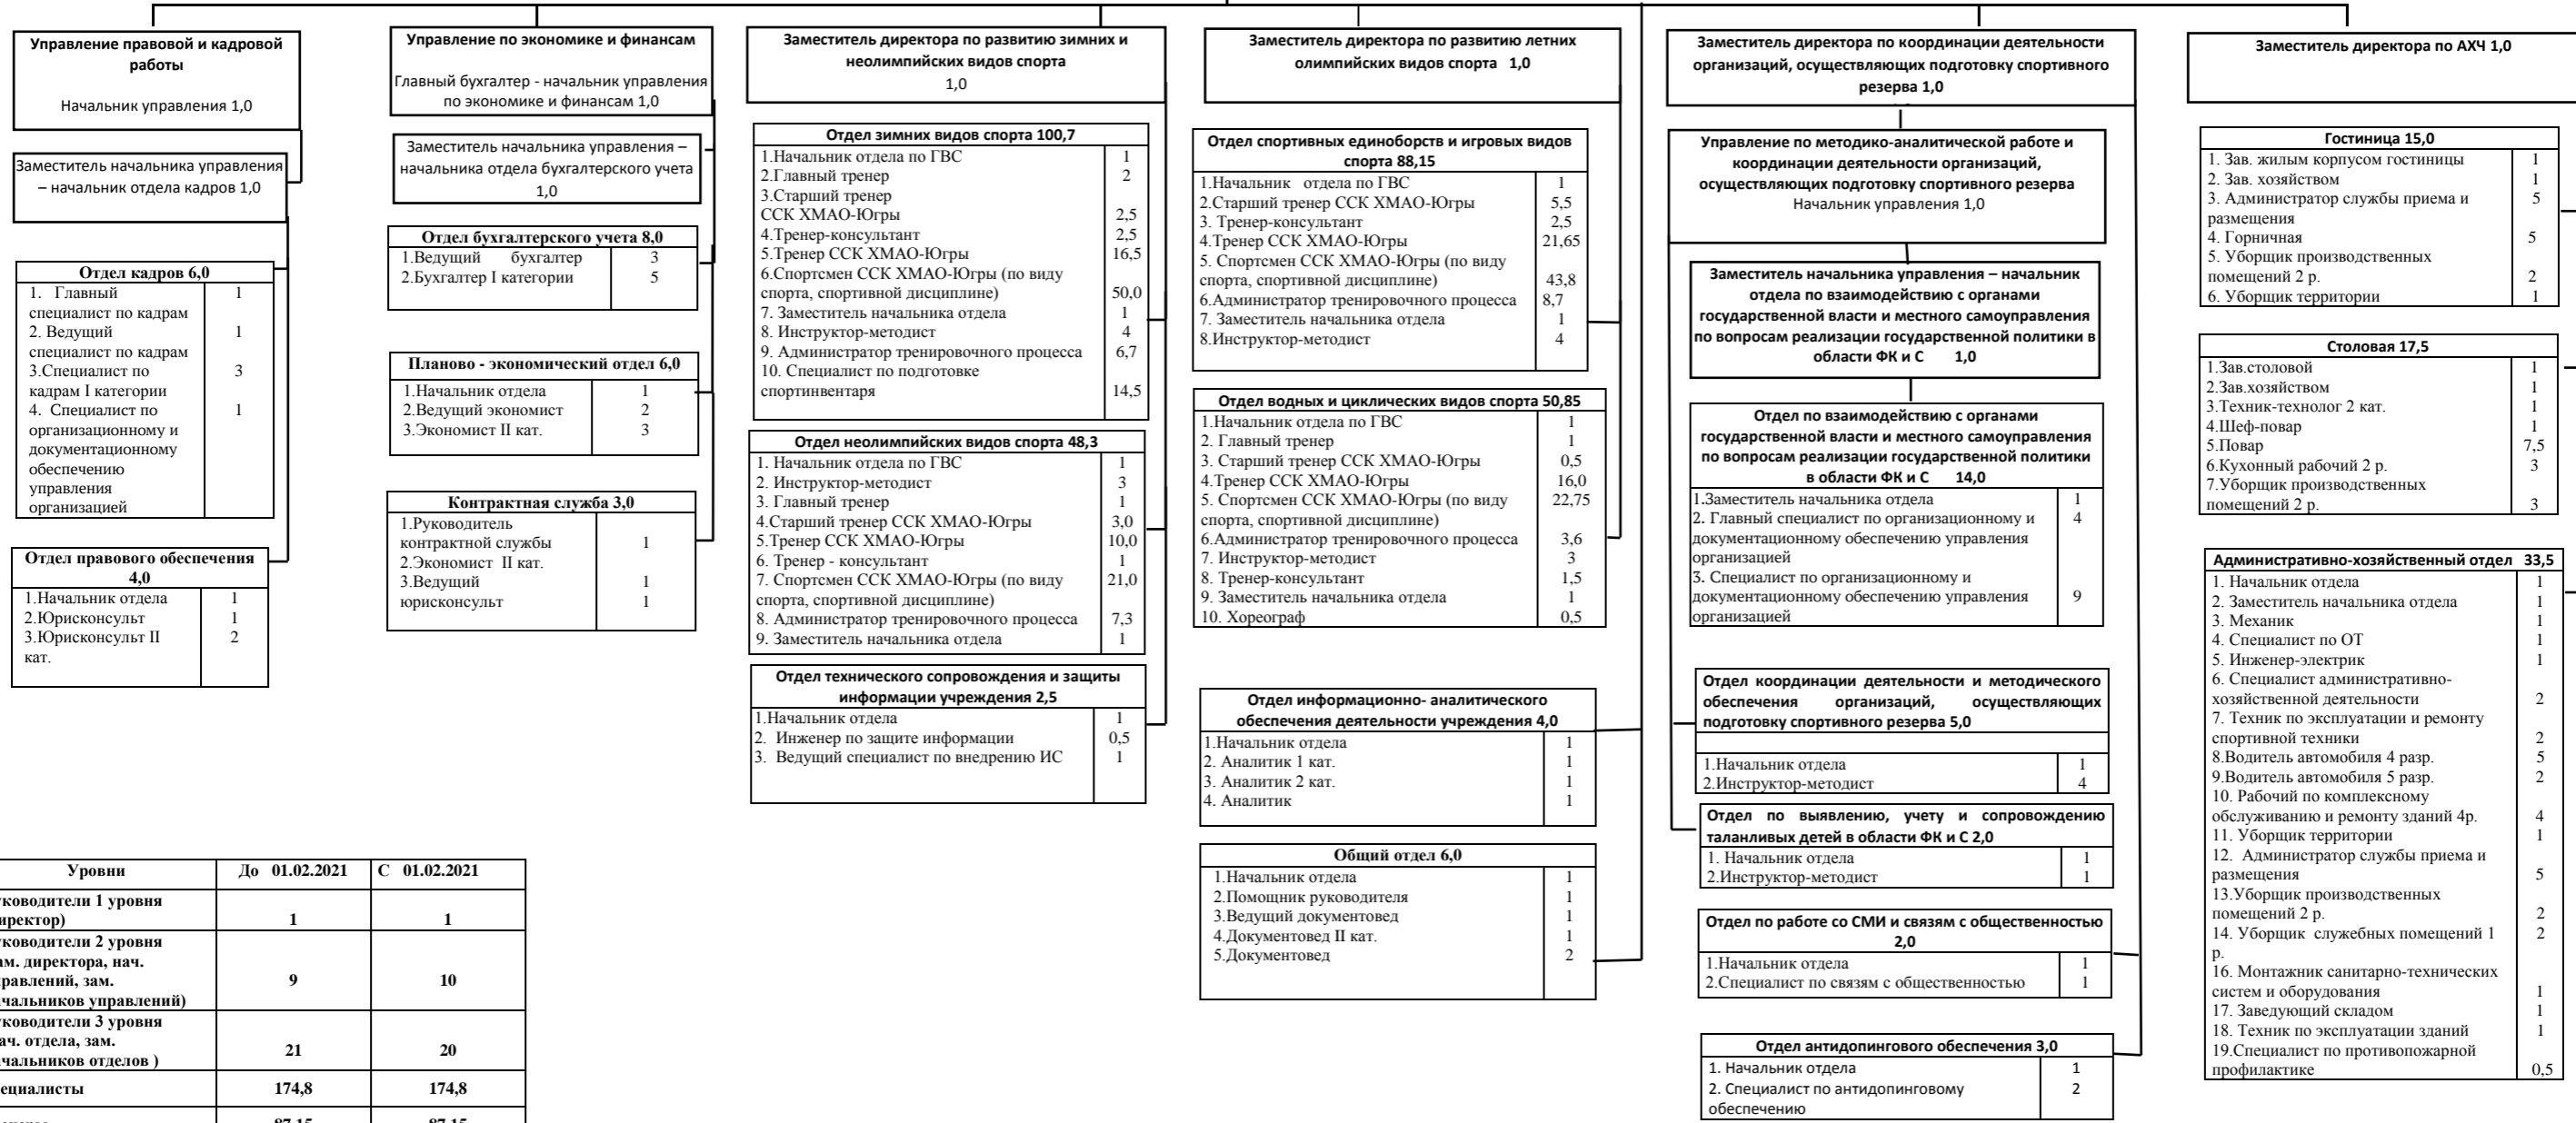 Управление правовой и кадровой
работы
Начальник управления 1,0
Заместитель начальника управления
– начальник отдела кадров 1,0
Отдел кадров 6,0
1. Главный 1
специалист по кадрам
2. Ведущий 1
специалист по кадрам
3.Специалист по 3
кадрам I категории
4. Специалист по 1
организационному и
документационному
обеспечению
управления
организацией
Отдел правового обеспечения
4,0
1.Начальник отдела 1
2.Юрисконсульт 1
3.Юрисконсульт II 2
кат.
Управление по экономике и финансам
Главный бухгалтер - начальник управления
по экономике и финансам 1,0
Заместитель начальника управления –
начальника отдела бухгалтерского учета
1,0
Отдел бухгалтерского учета 8,0
1.Ведущий бухгалтер 3
2.Бухгалтер I категории 5
Планово - экономический отдел 6,0
1.Начальник отдела 1
2.Ведущий экономист 2
3.Экономист II кат. 3
Контрактная служба 3,0
1.Руководитель
контрактной службы 1
2.Экономист II кат.
3.Ведущий 1
юрисконсульт 1
Заместитель директора по развитию зимних и
неолимпийских видов спорта
1,0
Отдел зимних видов спорта 100,7
1.Начальник отдела по ГВС 1
2.Главный тренер 2
3.Старший тренер
ССК ХМАО-Югры 2,5
4.Тренер-консультант 2,5
5.Тренер ССК ХМАО-Югры 16,5
6.Спортсмен ССК ХМАО-Югры (по виду
спорта, спортивной дисциплине) 50,0
7. Заместитель начальника отдела 1
8. Инструктор-методист 4
9. Администратор тренировочного процесса 6,7
10. Специалист по подготовке
спортинвентаря 14,5
Отдел неолимпийских видов спорта 48,3
1. Начальник отдела по ГВС 1
2. Инструктор-методист 3
3. Главный тренер 1
4.Старший тренер ССК ХМАО-Югры 3,0
5.Тренер ССК ХМАО-Югры 10,0
6. Тренер - консультант 1
7. Спортсмен ССК ХМАО-Югры (по виду 21,0
спорта, спортивной дисциплине)
8. Администратор тренировочного процесса 7,3
9. Заместитель начальника отдела 1
Отдел технического сопровождения и защиты
информации учреждения 2,5
1.Начальник отдела 1
2. Инженер по защите информации 0,5
3. Ведущий специалист по внедрению ИС 1
Заместитель директора по развитию летних
олимпийских видов спорта 1,0
Отдел спортивных единоборств и игровых видов
спорта 88,15
1.Начальник отдела по ГВС 1
2.Старший тренер ССК ХМАО-Югры 5,5
3. Тренер-консультант 2,5
4.Тренер ССК ХМАО-Югры 21,65
5. Спортсмен ССК ХМАО-Югры (по виду
спорта, спортивной дисциплине) 43,8
6.Администратор тренировочного процесса 8,7
7. Заместитель начальника отдела 1
8.Инструктор-методист 4
Отдел водных и циклических видов спорта 50,85
1.Начальник отдела по ГВС 1
2. Главный тренер 1
3. Старший тренер ССК ХМАО-Югры 0,5
4.Тренер ССК ХМАО-Югры 16,0
5. Спортсмен ССК ХМАО-Югры (по виду 22,75
спорта, спортивной дисциплине)
6.Администратор тренировочного процесса 3,6
7. Инструктор-методист 3
8. Тренер-консультант 1,5
9. Заместитель начальника отдела 1
10. Хореограф 0,5
Отдел информационно- аналитического
обеспечения деятельности учреждения 4,0
1.Начальник отдела 1
2. Аналитик 1 кат. 1
3. Аналитик 2 кат. 1
4. Аналитик 1
Общий отдел 6,0
1.Начальник отдела 1
2.Помощник руководителя 1
3.Ведущий документовед 1
4.Документовед II кат. 1
5.Документовед 2
Заместитель директора по координации деятельности
организаций, осуществляющих подготовку спортивного
резерва 1,0
Управление по методико-аналитической работе и
координации деятельности организаций,
осуществляющих подготовку спортивного резерва
Начальник управления 1,0
Заместитель начальника управления – начальник
отдела по взаимодействию с органами
государственной власти и местного самоуправления
по вопросам реализации государственной политики в
области ФК и С 1,0
Отдел по взаимодействию с органами
государственной власти и местного самоуправления
по вопросам реализации государственной политики
в области ФК и С 14,0
1.Заместитель начальника отдела 1
2. Главный специалист по организационному и 4
документационному обеспечению управления
организацией
3. Специалист по организационному и
документационному обеспечению управления 9
организацией
Отдел координации деятельности и методического
обеспечения организаций, осуществляющих
подготовку спортивного резерва 5,0
1.Начальник отдела 1
2.Инструктор-методист 4
Отдел по выявлению, учету и сопровождению
таланливых детей в области ФК и С 2,0
1. Начальник отдела 1
2.Инструктор-методист 1
Отдел по работе со СМИ и связям с общественностью
2,0
1.Начальник отдела 1
2.Специалист по связям с общественностью 1
Отдел антидопингового обеспечения 3,0
1. Начальник отдела 1
2. Специалист по антидопинговому 2
обеспечению
Заместитель директора по АХЧ 1,0
Гостиница 15,0
1. Зав. жилым корпусом гостиницы 1
2. Зав. хозяйством 1
3. Администратор службы приема и 5
размещения
4. Горничная 5
5. Уборщик производственных
помещений 2 р. 2
6. Уборщик территории 1
Столовая 17,5
1.Зав.столовой 1
2.Зав.хозяйством 1
3.Техник-технолог 2 кат. 1
4.Шеф-повар 1
5.Повар 7,5
6.Кухонный рабочий 2 р. 3
7.Уборщик производственных
помещений 2 р. 3
Административно-хозяйственный отдел 33,5
1. Начальник отдела 1
2. Заместитель начальника отдела 1
3. Механик 1
4. Специалист по ОТ 1
5. Инженер-электрик 1
6. Специалист административно-
хозяйственной деятельности 2
7. Техник по эксплуатации и ремонту
спортивной техники 2
8.Водитель автомобиля 4 разр. 5
9.Водитель автомобиля 5 разр. 2
10. Рабочий по комплексному
обслуживанию и ремонту зданий 4р. 4
11. Уборщик территории 1
12. Администратор службы приема и
размещения 5
13.Уборщик производственных
помещений 2 р. 2
14. Уборщик служебных помещений 1 2
р.
16. Монтажник санитарно-технических
систем и оборудования 1
17. Заведующий складом 1
18. Техник по эксплуатации зданий 1
19.Специалист по противопожарной
профилактике 0,5
Уровни До 01.02.2021 С 01.02.2021
уководители 1 уровня
иректор) 1 1
уководители 2 уровня
ам. директора, нач.
правлений, зам. 9 10
ачальников управлений)
уководители 3 уровня
ач. отдела, зам. 21 20
ачальников отделов )
ециалисты 174,8 174,8
87,15 87,15